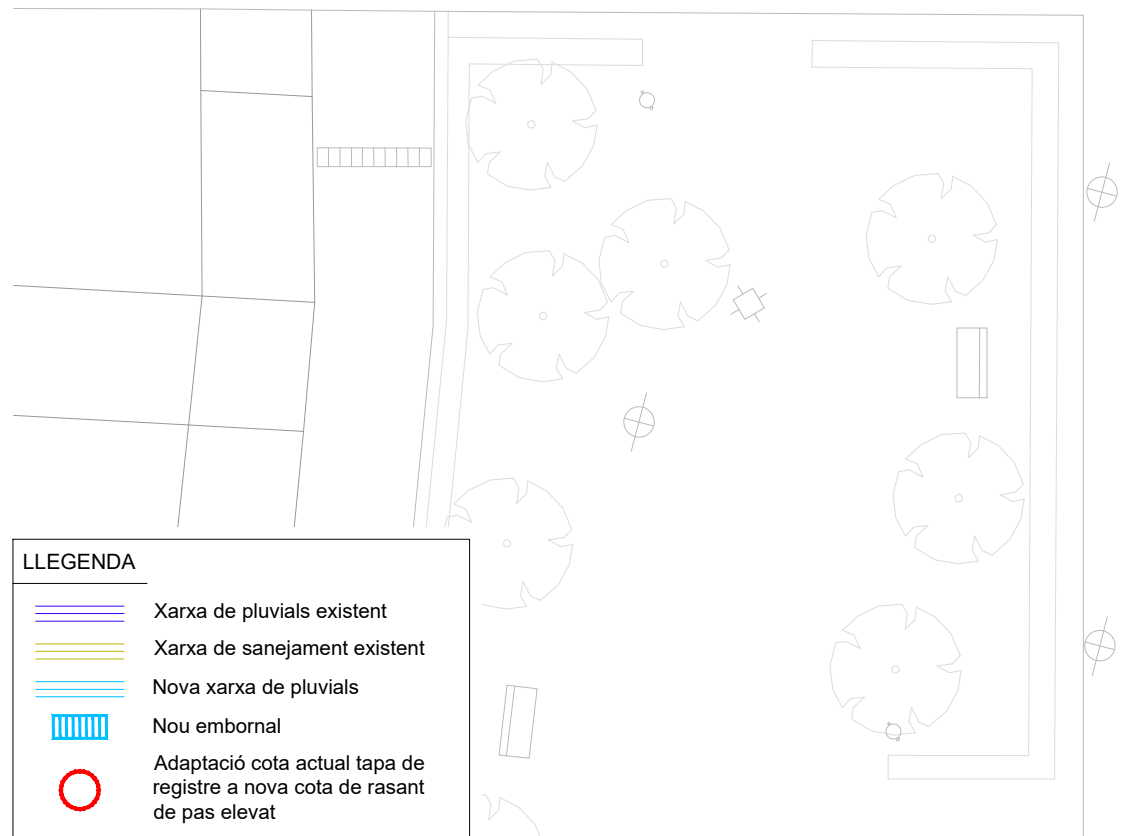 LLEGENDA
Xarxa de pluvials existent
Xarxa de sanejament existent
Nova xarxa de pluvials
Nou embornal
Adaptació cota actual tapa de
registre a nova cota de rasant
de pas elevat